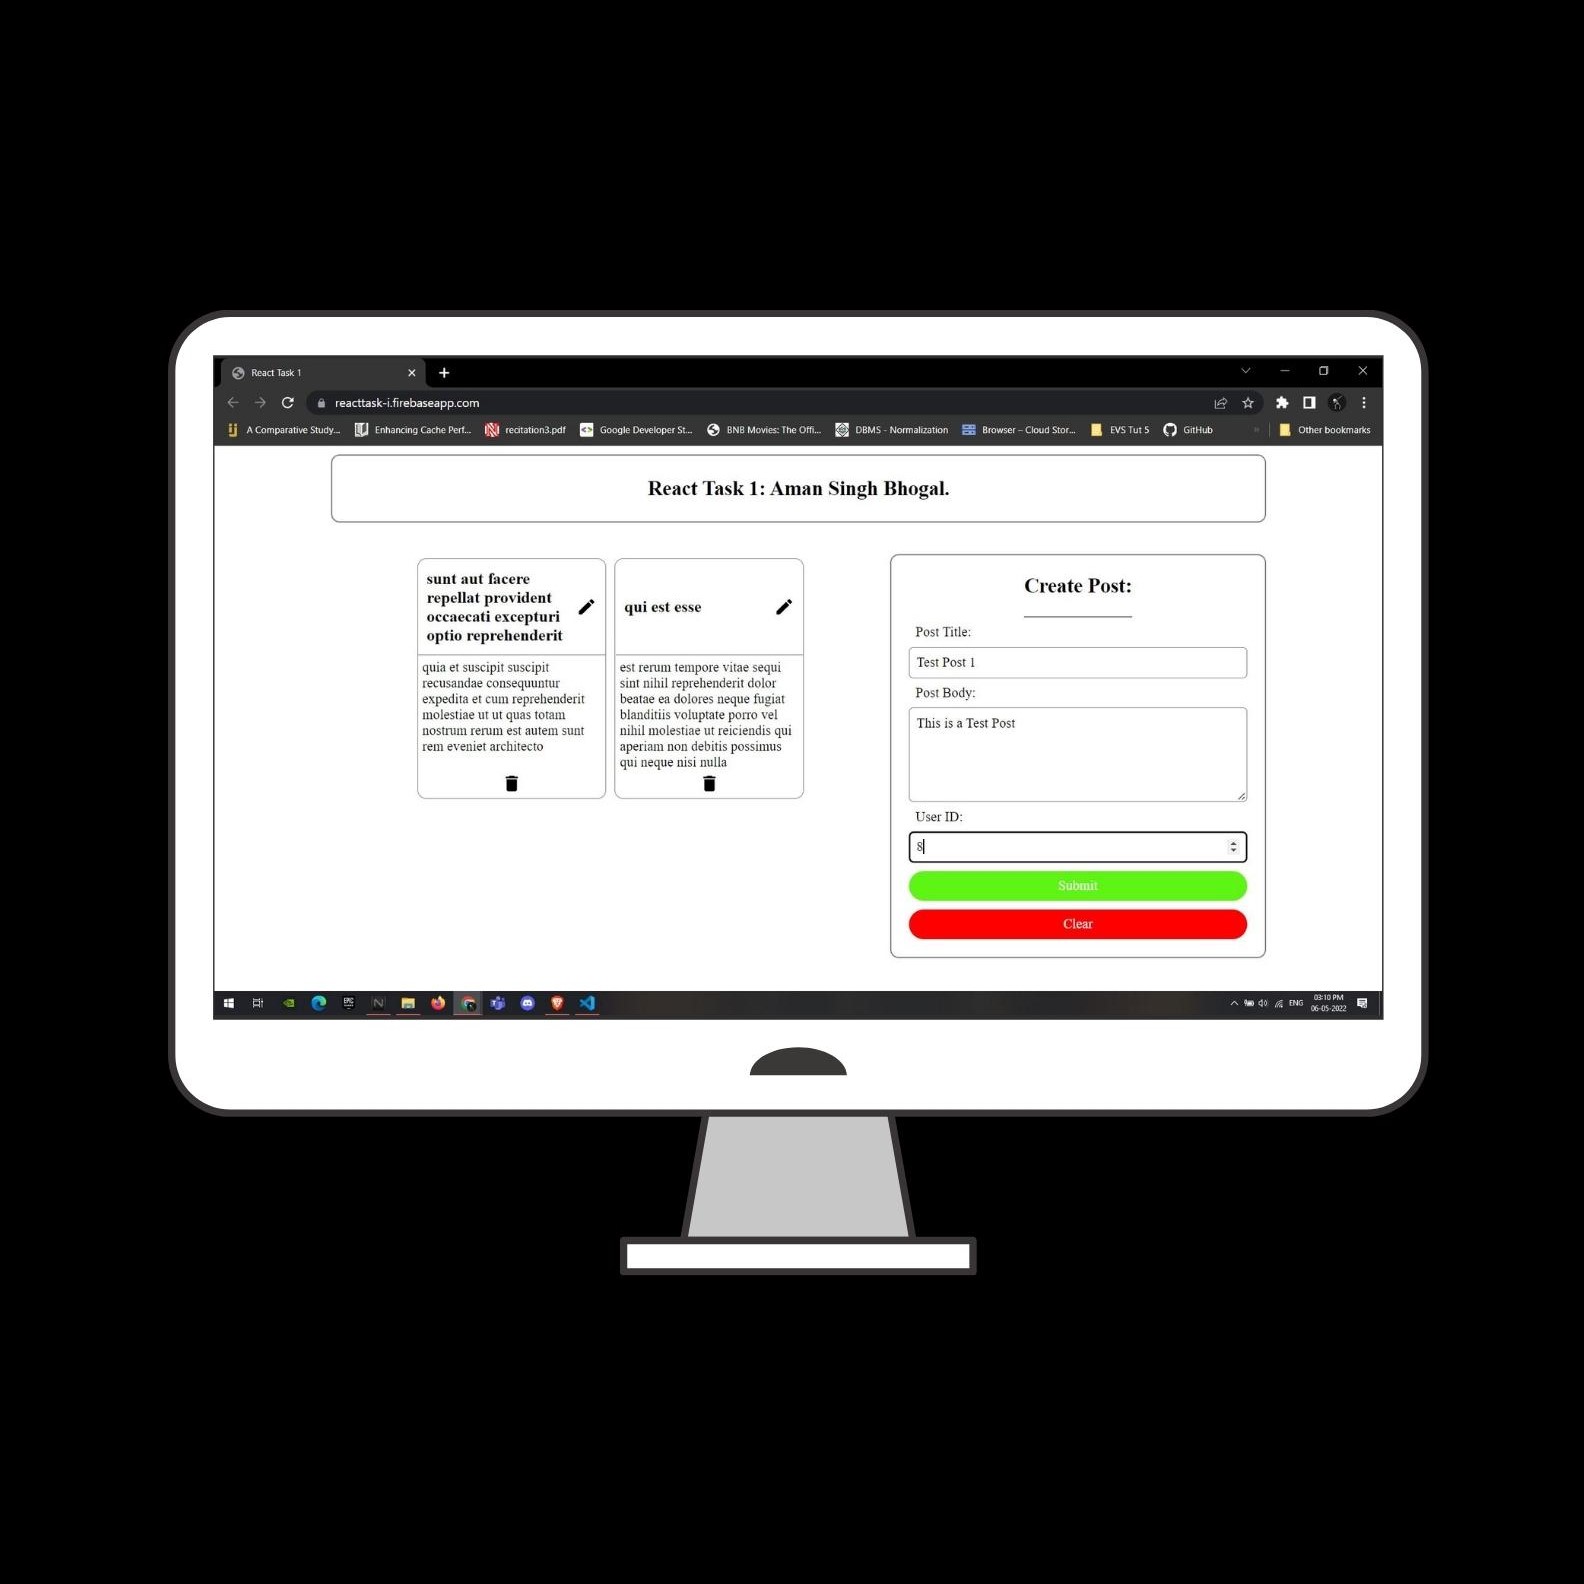 React Task 1
reacttask-i.firebaseapp.com
A Comparative Study...
Enhancing Cache Perf...
recitation3.pdf
Google Developer St...
BNB Movies: The Offi...
DBMS - Normalization
Browser – Cloud Stor...
EVS Tut 5
GitHub
»
Other bookmarks
React Task 1: Aman Singh Bhogal.
sunt aut facere
repellat provident
occaecati excepturi
optio reprehenderit
quia et suscipit suscipit
recusandae consequuntur
expedita et cum reprehenderit
molestiae ut ut quas totam
nostrum rerum est autem sunt
rem eveniet architecto
qui est esse
est rerum tempore vitae sequi
sint nihil reprehenderit dolor
beatae ea dolores neque fugiat
blanditiis voluptate porro vel
nihil molestiae ut reiciendis qui
aperiam non debitis possimus
qui neque nisi nulla
Create Post:
Post Title:
Test Post 1
Post Body:
This is a Test Post
User ID:
8
Submit
Clear
EPIC
ENG
03:10 PM
06-05-2022